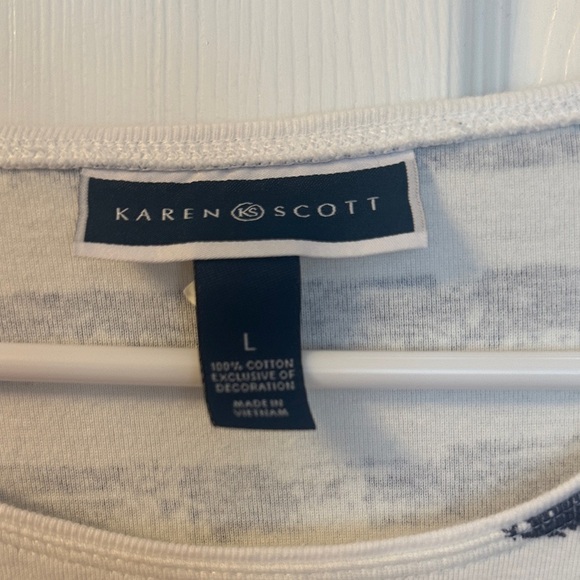 KAREN KS SCOTT
L
100% COTTON
EXCLUSIVE OF
DECORATION
MADE IN
VIETNAM